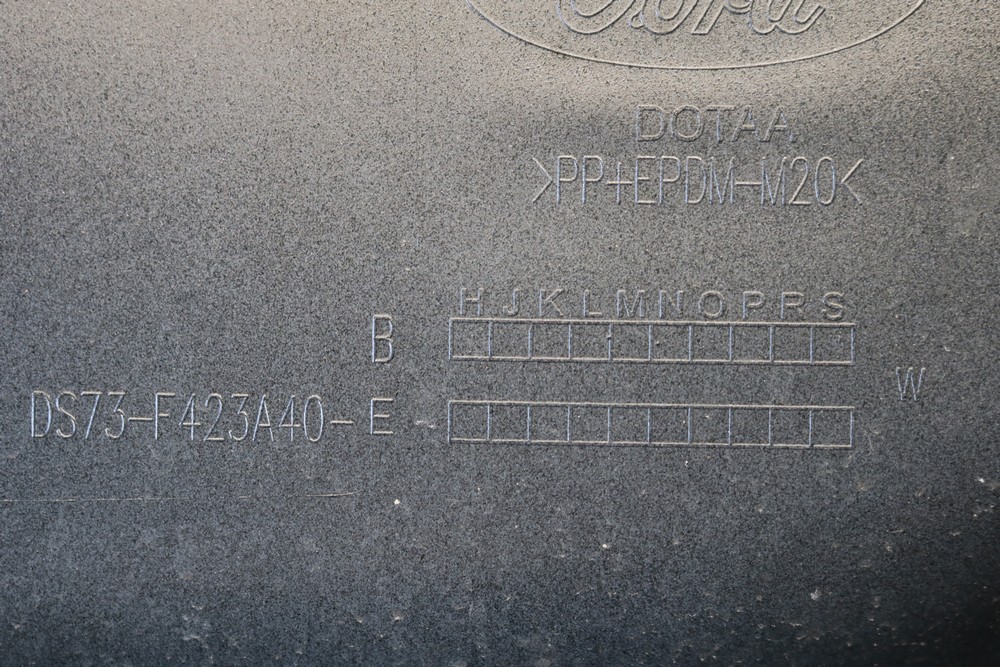 Ford
DOTAA.
>PP+EPDM-M20<
H J K L M N O P R S
B
W
DS73-F423A40-E